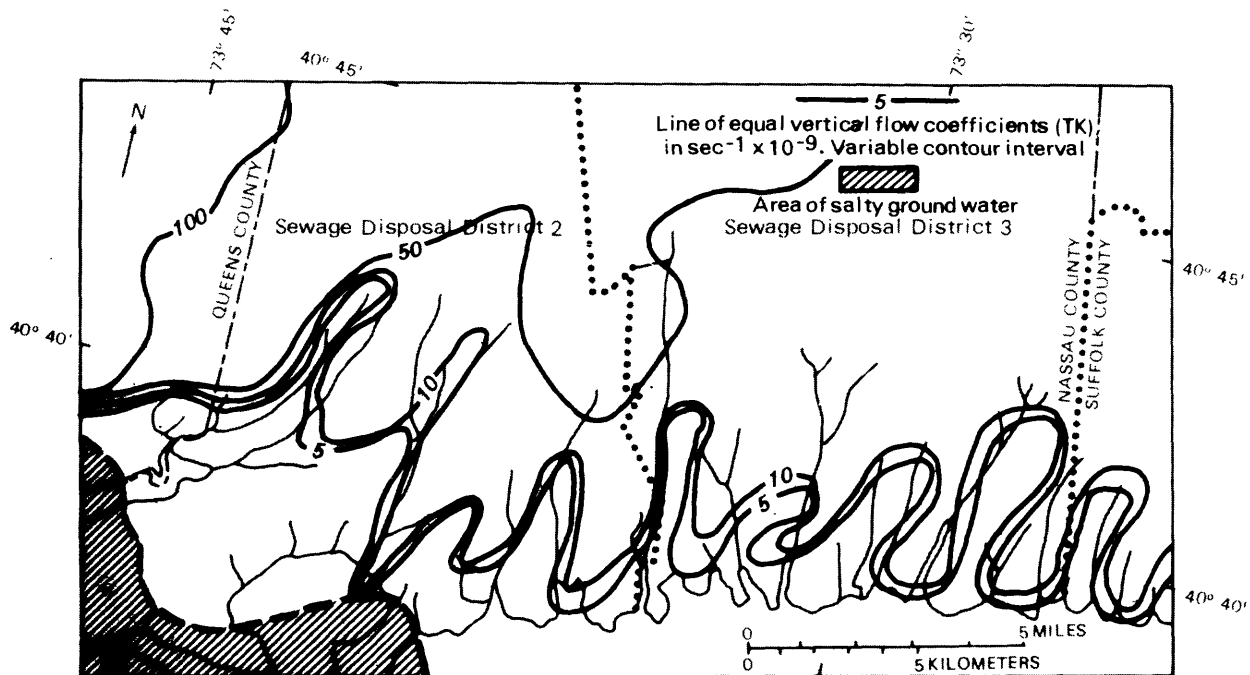 73° 45'
40° 45'
73° 30'
N
5
Line of equal vertical flow coefficients (TK)
in sec⁻¹ x 10⁻⁹. Variable contour interval
Area of salty ground water
100
QUEENS COUNTY
Sewage Disposal District 2
Sewage Disposal District 3
50
NASSAU COUNTY
SUFFOLK COUNTY
40° 45'
40° 40'
10
5
10
5
40° 40'
0
5 MILES
0
5 KILOMETERS